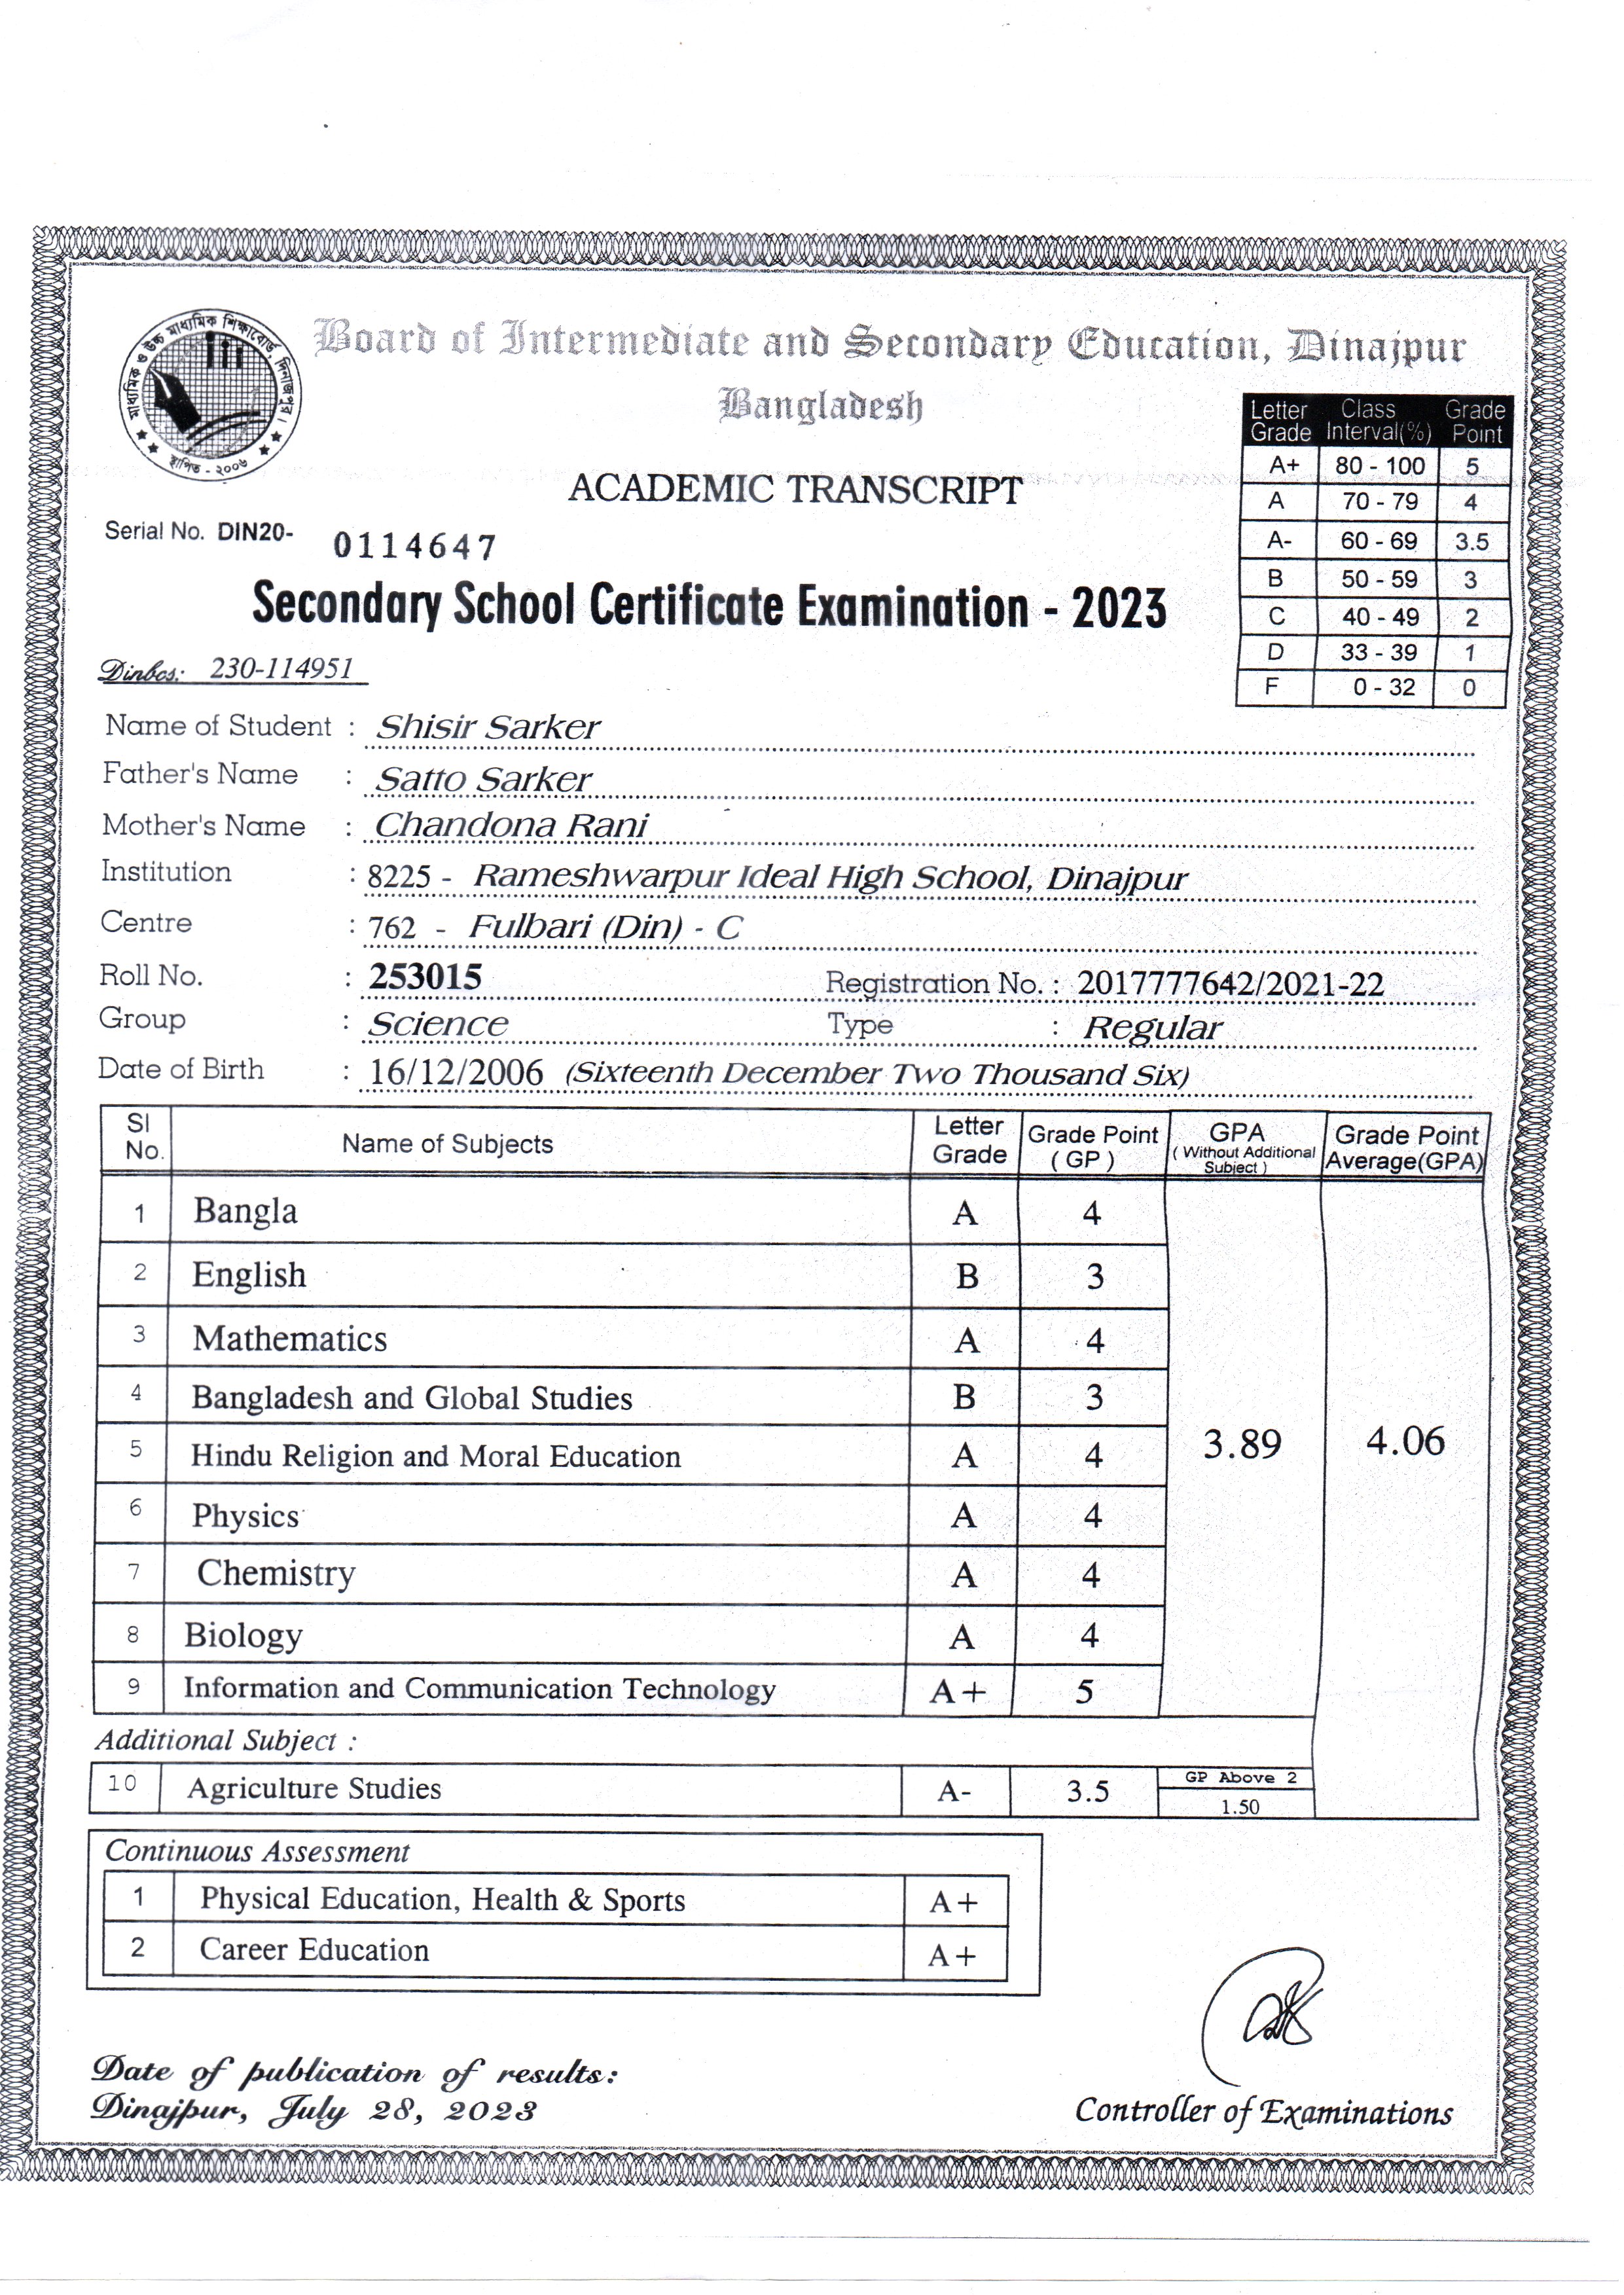 মাধ্যমিক ও উচ্চ মাধ্যমিক শিক্ষাবোর্ড, দিনাজপুর।
স্থাপিত - ২০০৬
Board of Intermediate and Secondary Education, Dinajpur
Bangladesh
Letter Grade Class Interval(%) Grade Point
A+ 80 - 100 5
A 70 - 79 4
A- 60 - 69 3.5
B 50 - 59 3
C 40 - 49 2
D 33 - 39 1
F 0 - 32 0
ACADEMIC TRANSCRIPT
Serial No. DIN20- 0114647
Secondary School Certificate Examination - 2023
Dinbcs: 230-114951
Name of Student : Shisir Sarker
Father's Name : Satto Sarker
Mother's Name : Chandona Rani
Institution : 8225 - Rameshwarpur Ideal High School, Dinajpur
Centre : 762 - Fulbari (Din) - C
Roll No. : 253015 Registration No. : 2017777642/2021-22
Group : Science Type : Regular
Date of Birth : 16/12/2006 (Sixteenth December Two Thousand Six)
Sl No. Name of Subjects Letter Grade Grade Point ( GP ) GPA ( Without Additional Subject ) Grade Point Average(GPA)
1 Bangla A 4
2 English B 3
3 Mathematics A 4
4 Bangladesh and Global Studies B 3
3.89 4.06
5 Hindu Religion and Moral Education A 4
6 Physics A 4
7 Chemistry A 4
8 Biology A 4
9 Information and Communication Technology A+ 5
Additional Subject :
10 Agriculture Studies A- 3.5 GP Above 2
1.50
Continuous Assessment
1 Physical Education, Health & Sports A+
2 Career Education A+
Date of publication of results:
Dinajpur, July 28, 2023
Controller of Examinations